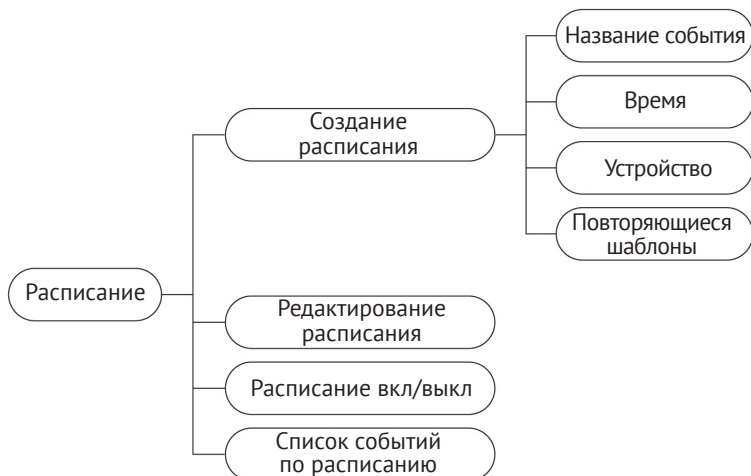 Название события
Создание
расписания
Время
Устройство
Повторяющиеся
шаблоны
Расписание
Редактирование
расписания
Расписание вкл/выкл
Список событий
по расписанию